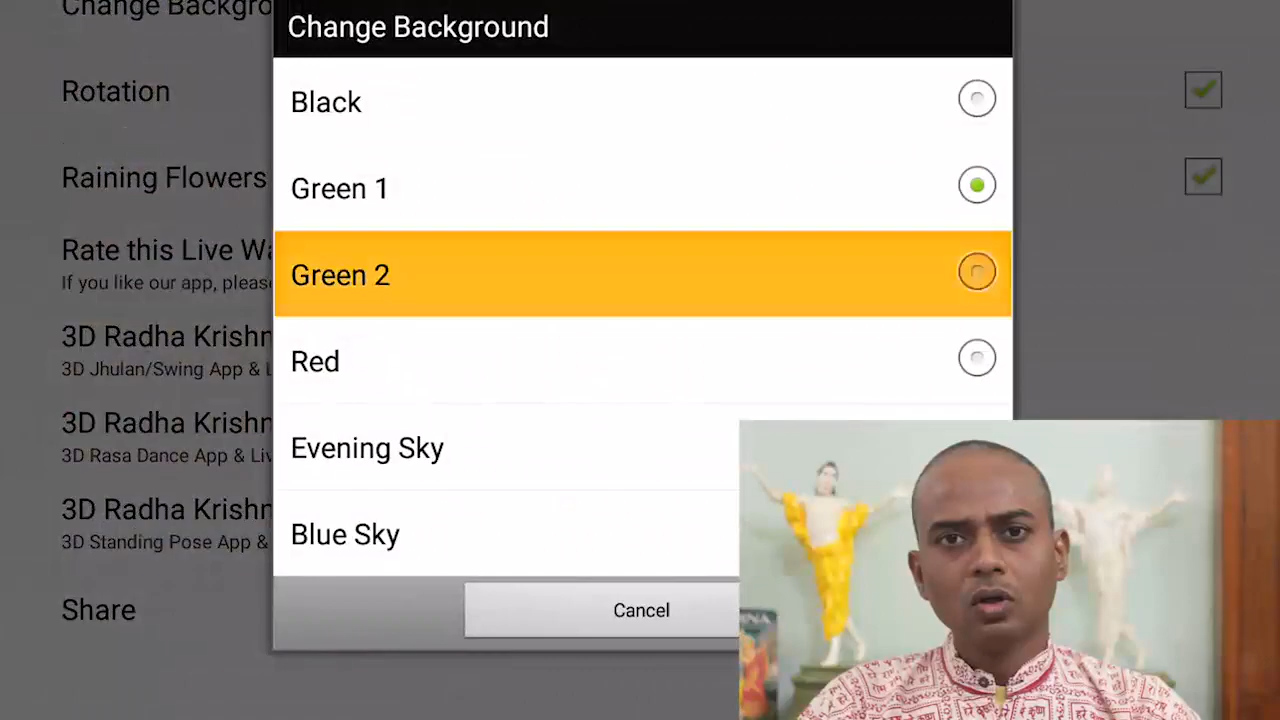 Change Backgro
Change Background
Rotation
Black
Raining Flowers
Green 1
Rate this Live Wa
If you like our app, pleas
Green 2
3D Radha Krishn
3D Jhulan/Swing App & L
Red
3D Radha Krishn
3D Rasa Dance App & Liv
Evening Sky
3D Radha Krishn
3D Standing Pose App &
Blue Sky
Share
Cancel